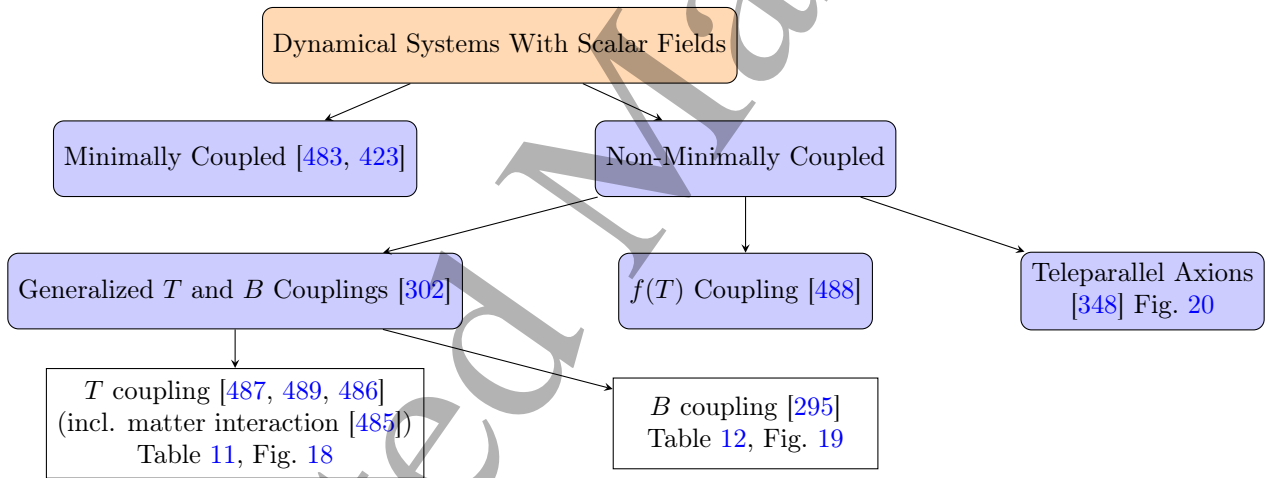 Dynamical Systems With Scalar Fields
Minimally Coupled [483, 423]
Non-Minimally Coupled
Generalized T and B Couplings [302]
f(T) Coupling [488]
Teleparallel Axions
[348] Fig. 20
T coupling [487, 489, 486]
(incl. matter interaction [485])
Table 11, Fig. 18
B coupling [295]
Table 12, Fig. 19